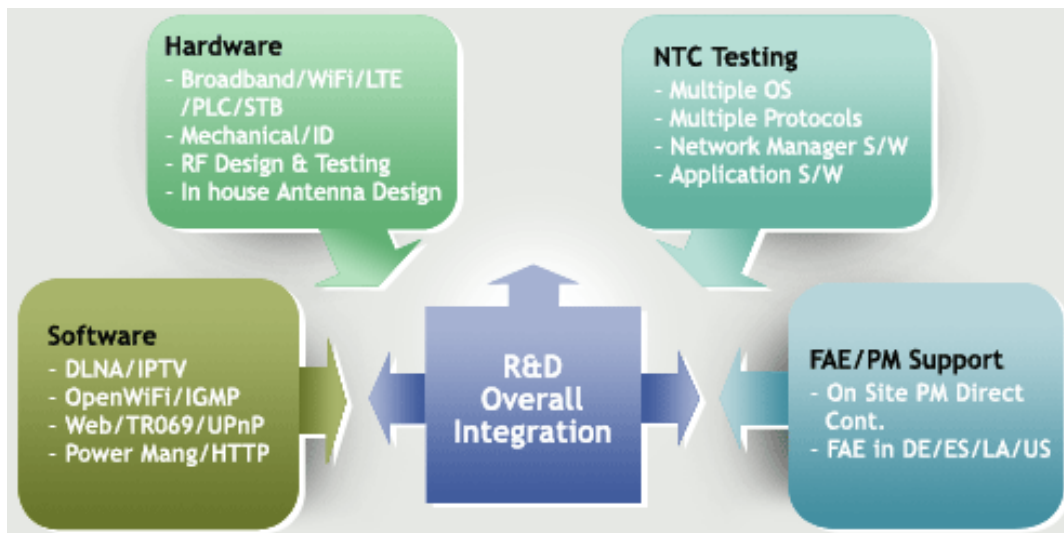 Hardware
- Broadband/WiFi/LTE
/PLC/STB
- Mechanical/ID
- RF Design & Testing
- In house Antenna Design
NTC Testing
- Multiple OS
- Multiple Protocols
- Network Manager S/W
- Application S/W
Software
- DLNA/IPTV
- OpenWiFi/IGMP
- Web/TR069/UPnP
- Power Mang/HTTP
R&D
Overall
Integration
FAE/PM Support
- On Site PM Direct
Cont.
- FAE in DE/ES/LA/US